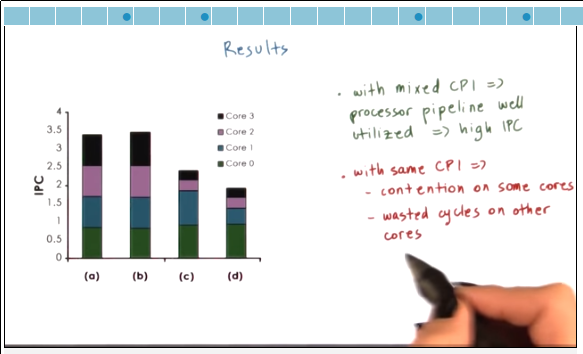 Results
4
3.5
3
2.5
2
1.5
1
0.5
0
IPC
Core 3
Core 2
Core 1
Core 0
(a) (b) (c) (d)
• with mixed CPI =>
processor pipeline well
utilized => high IPC
• with same CPI =>
- contention on some cores
- wasted cycles on other
cores